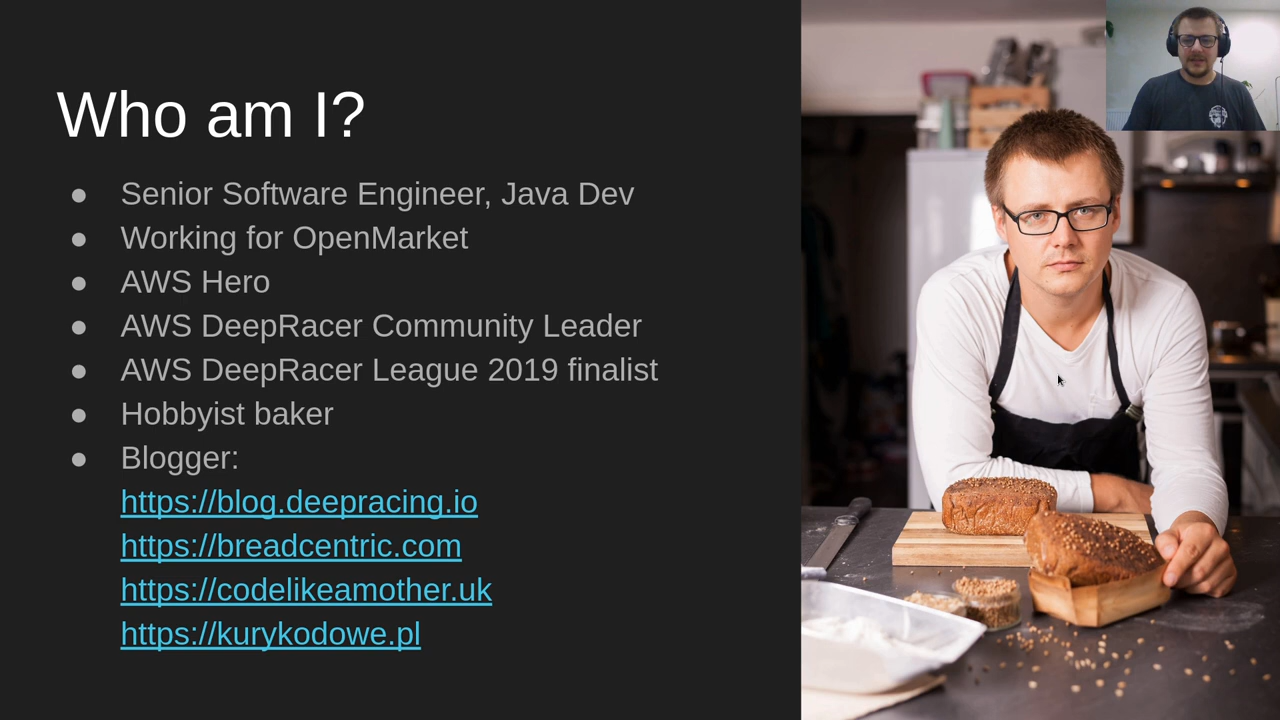 Who am I?
● Senior Software Engineer, Java Dev
● Working for OpenMarket
● AWS Hero
● AWS DeepRacer Community Leader
● AWS DeepRacer League 2019 finalist
● Hobbyist baker
● Blogger:
https://blog.deepracing.io
https://breadcentric.com
https://codelikeamother.uk
https://kurykodowe.pl